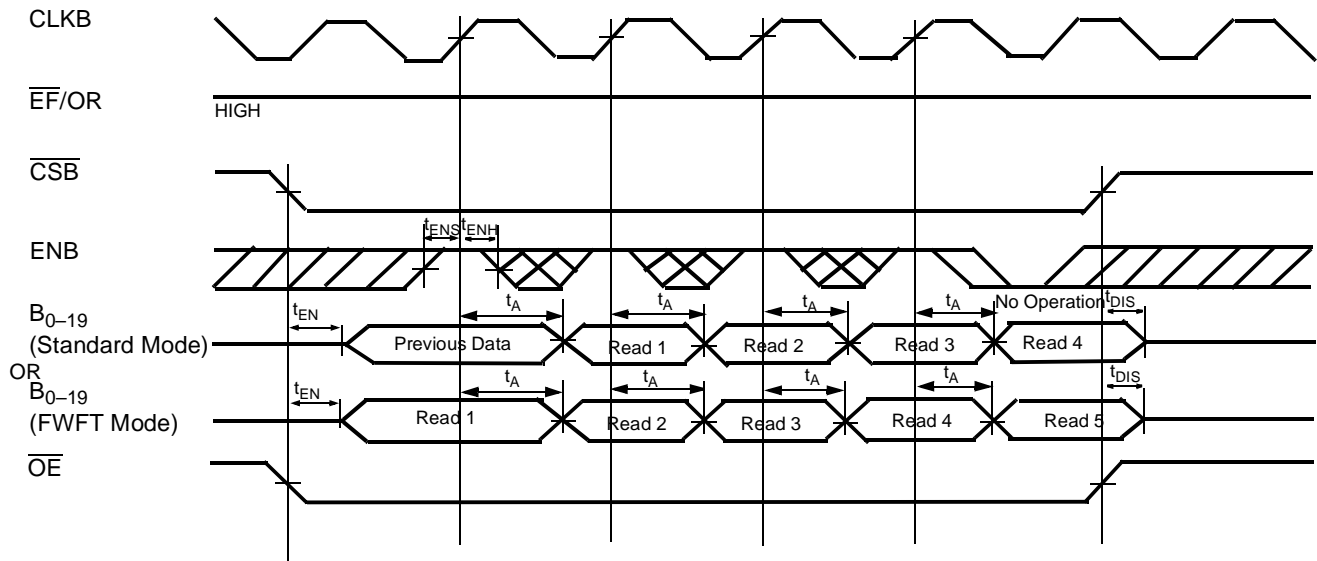 CLKB
EF/OR
HIGH
CSB
tENS tENH
ENB
tEN tA tA tA tA No Operation tDIS
B0–19
(Standard Mode)
Previous Data Read 1 Read 2 Read 3 Read 4
OR
tEN tA tA tA tA tDIS
B0–19
(FWFT Mode)
Read 1 Read 2 Read 3 Read 4 Read 5
OE